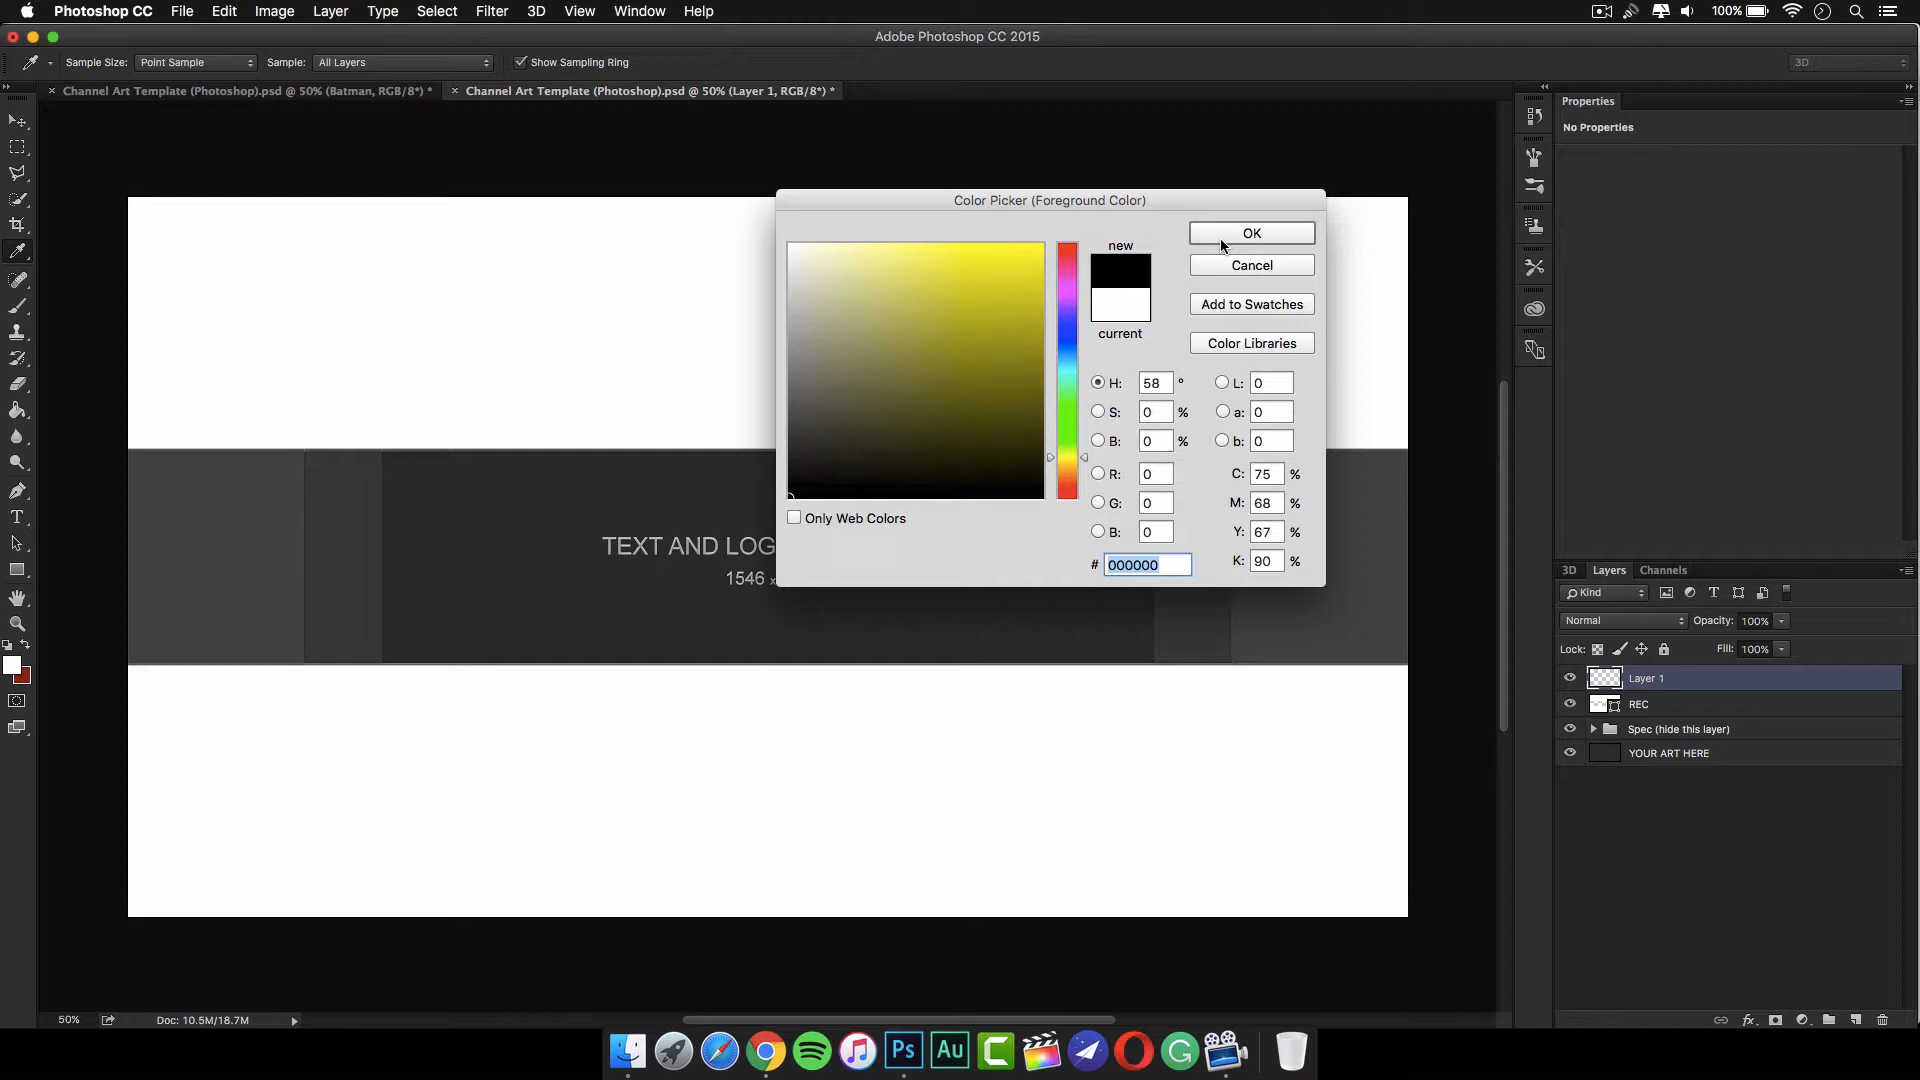 Photoshop CC File Edit Image Layer Type Select Filter 3D View Window Help 100%
Adobe Photoshop CC 2015
Sample Size: Point Sample Sample: All Layers Show Sampling Ring 3D
Channel Art Template (Photoshop).psd @ 50% (Batman, RGB/8*) * Channel Art Template (Photoshop).psd @ 50% (Layer 1, RGB/8*) *
Properties
No Properties
Color Picker (Foreground Color)
new
current
OK
Cancel
Add to Swatches
Color Libraries
H: 58 ° L: 0
S: 0 % a: 0
B: 0 % b: 0
R: 0 C: 75 %
G: 0 M: 68 %
B: 0 Y: 67 %
# 000000 K: 90 %
Only Web Colors
TEXT AND LOG
1546 x
3D Layers Channels
Kind
Normal Opacity: 100%
Lock: Fill: 100%
Layer 1
REC
Spec (hide this layer)
YOUR ART HERE
fx
50% Doc: 10.5M/18.7M
Ps Au